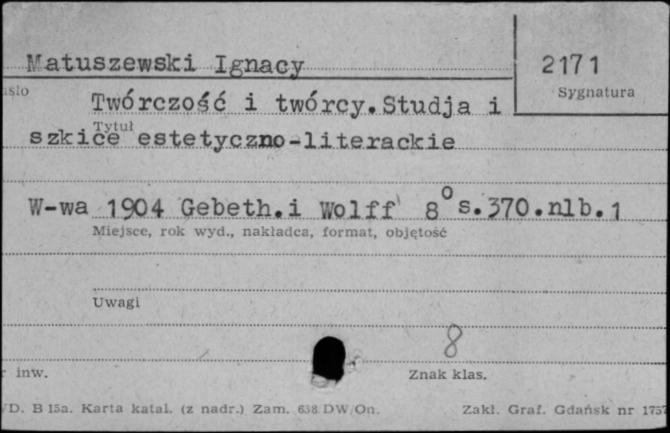 Matuszewski Ignacy
2171
Sygnatura
Twórczość i twórcy.Studja i
Tytuł
szkice estetyczno-literackie
W-wa 1904 Gebeth.i Wolff 8° s.370.nlb.1
Miejsce, rok wyd., nakładca, format, objętość
Uwagi
8
inw.
Znak klas.
D. B 15a. Karta katal. (z nadr.) Zam. 638 DW/On.
Zakł. Graf. Gdańsk nr 1757